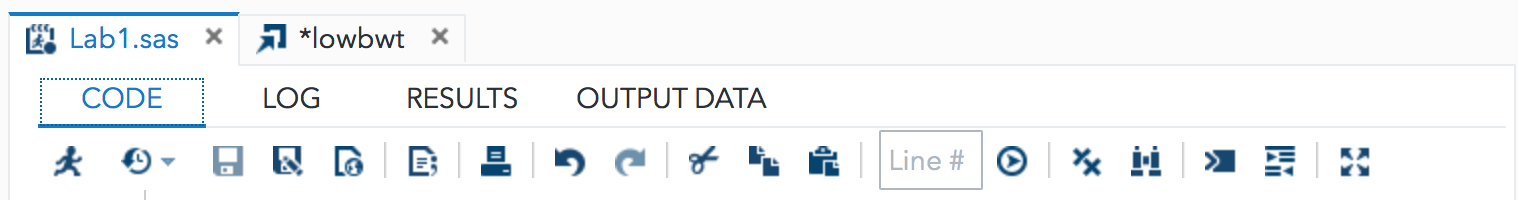 Lab1.sas *lowbwt
CODE LOG RESULTS OUTPUT DATA
Line #